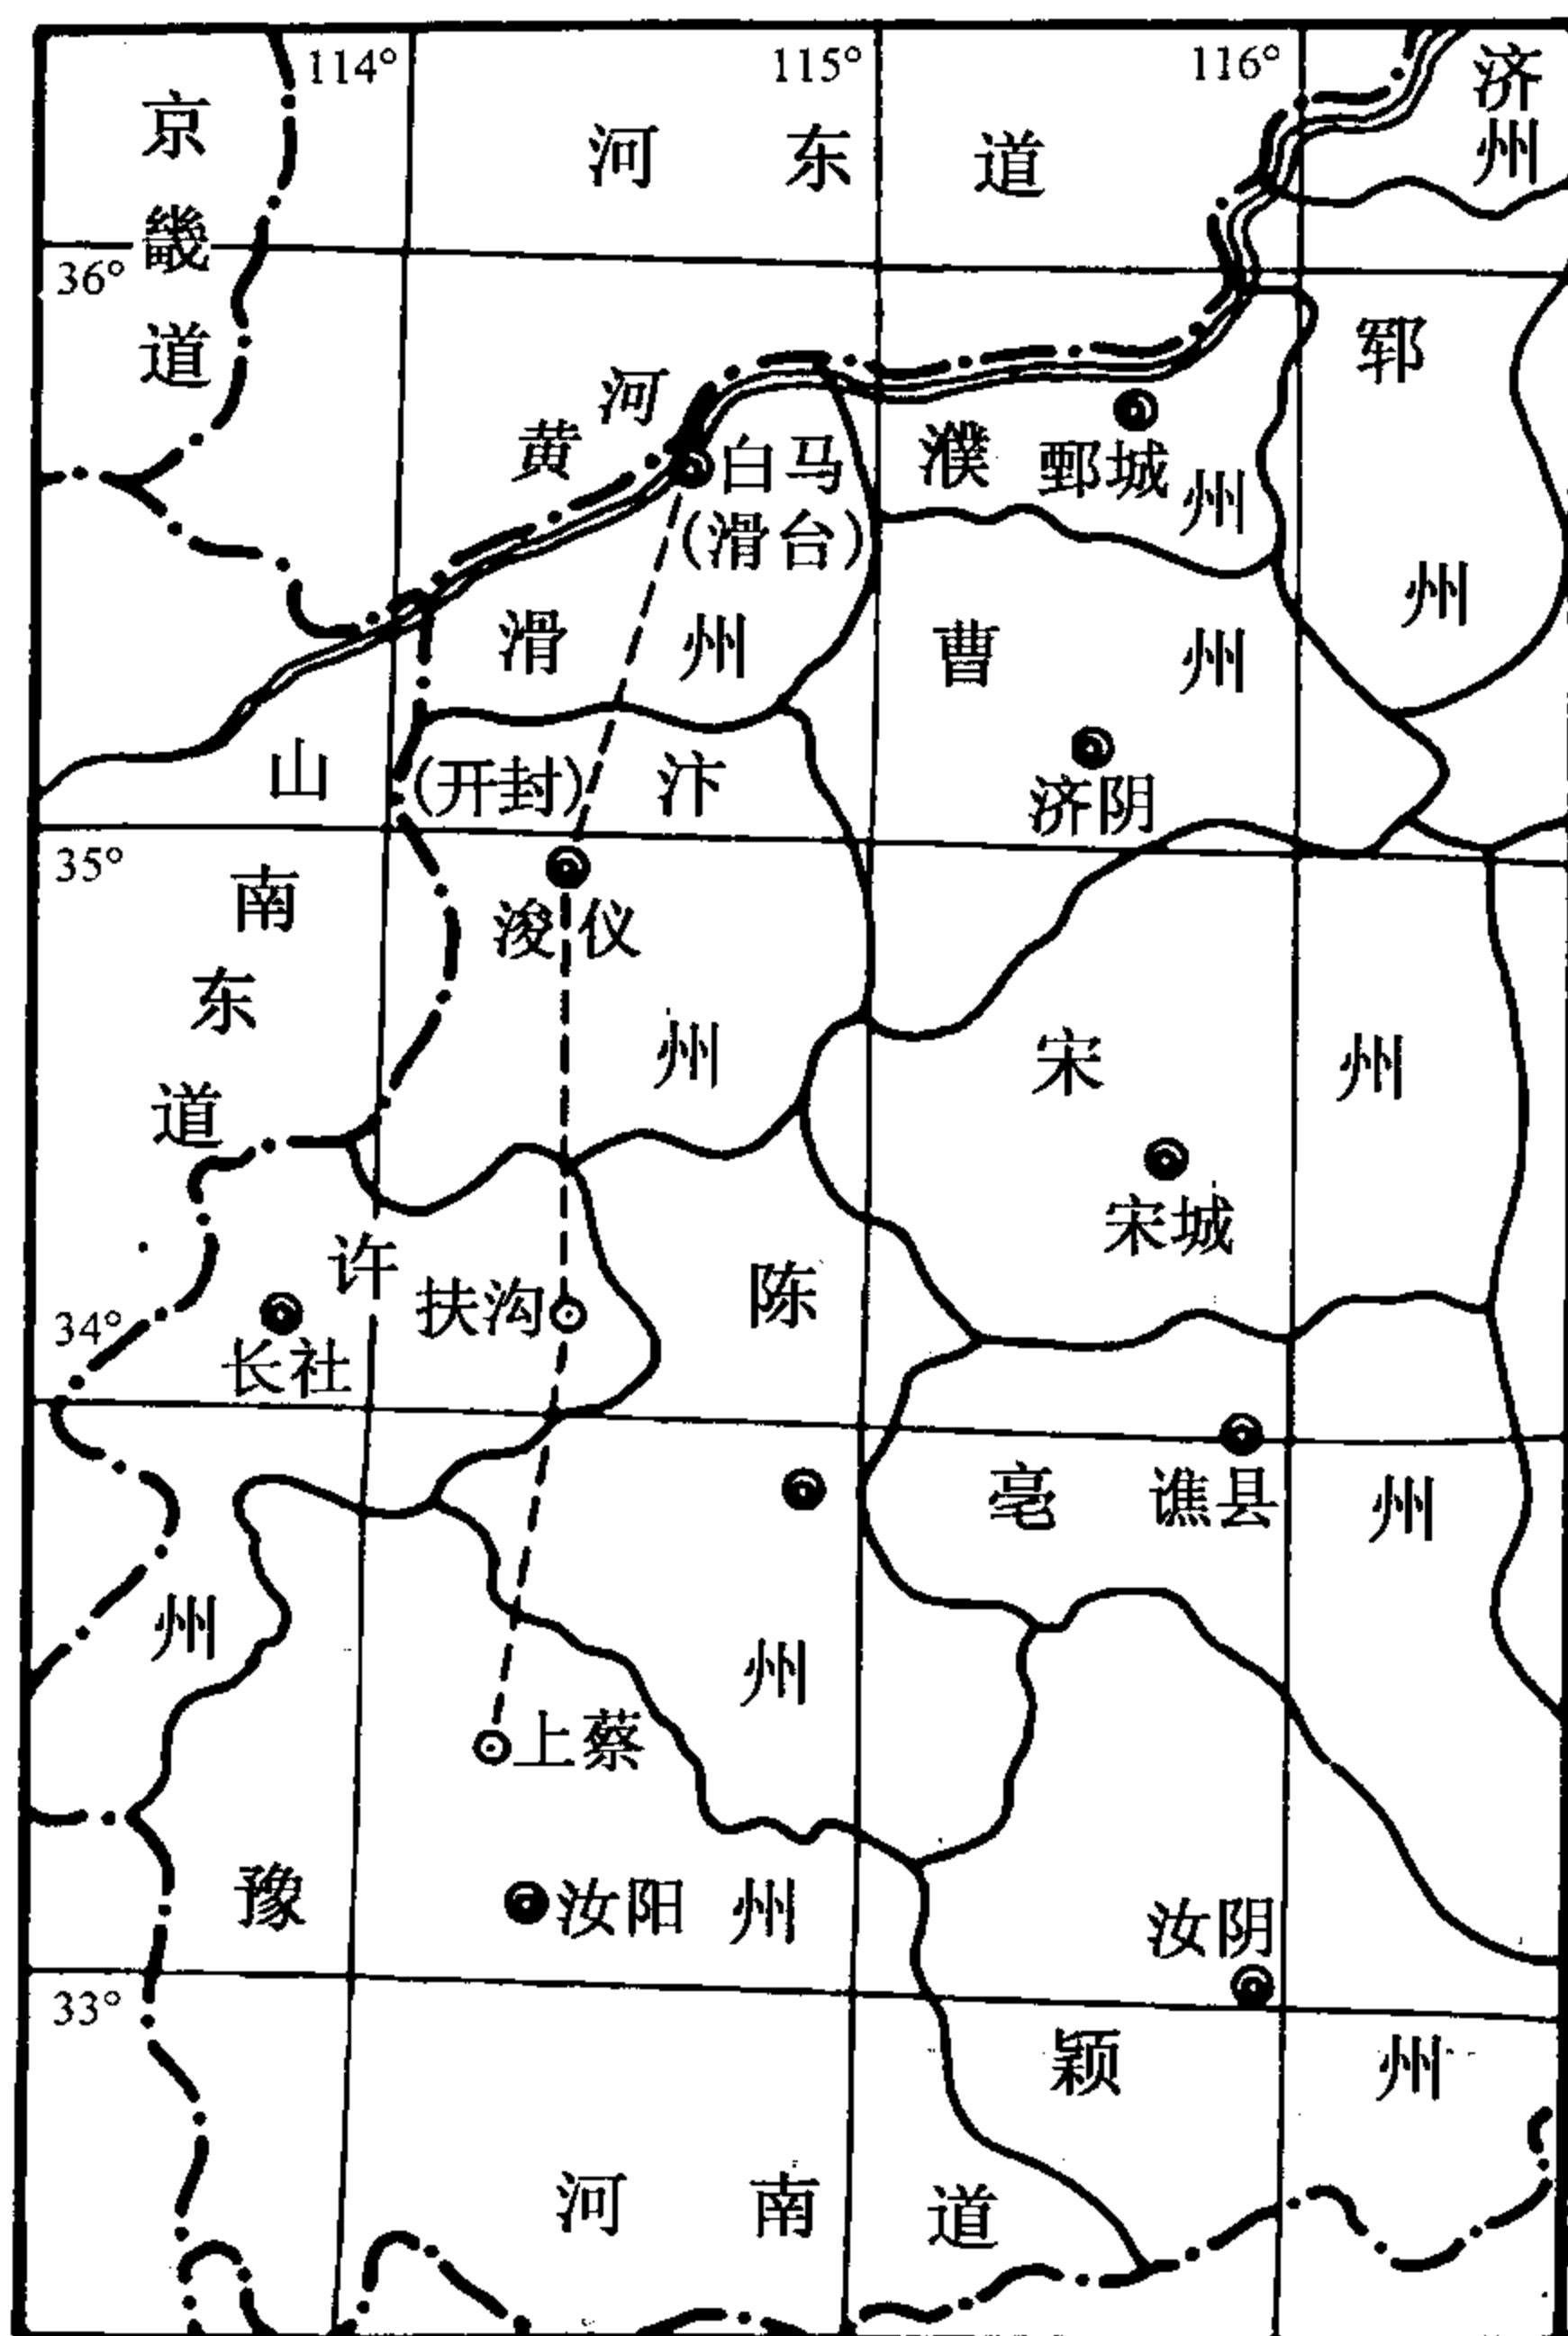 114°
115°
116°
济州
京畿道
河东道
36°
郓州
黄河
白马
(滑台)
濮州
鄄城
滑州
曹州
山南东道
(开封)
汴州
济阴
35°
浚仪
宋州
宋城
许州
扶沟
陈州
34°
长社
亳州
谯县
上蔡
豫州
汝阳
汝阴
33°
颍州
河南道